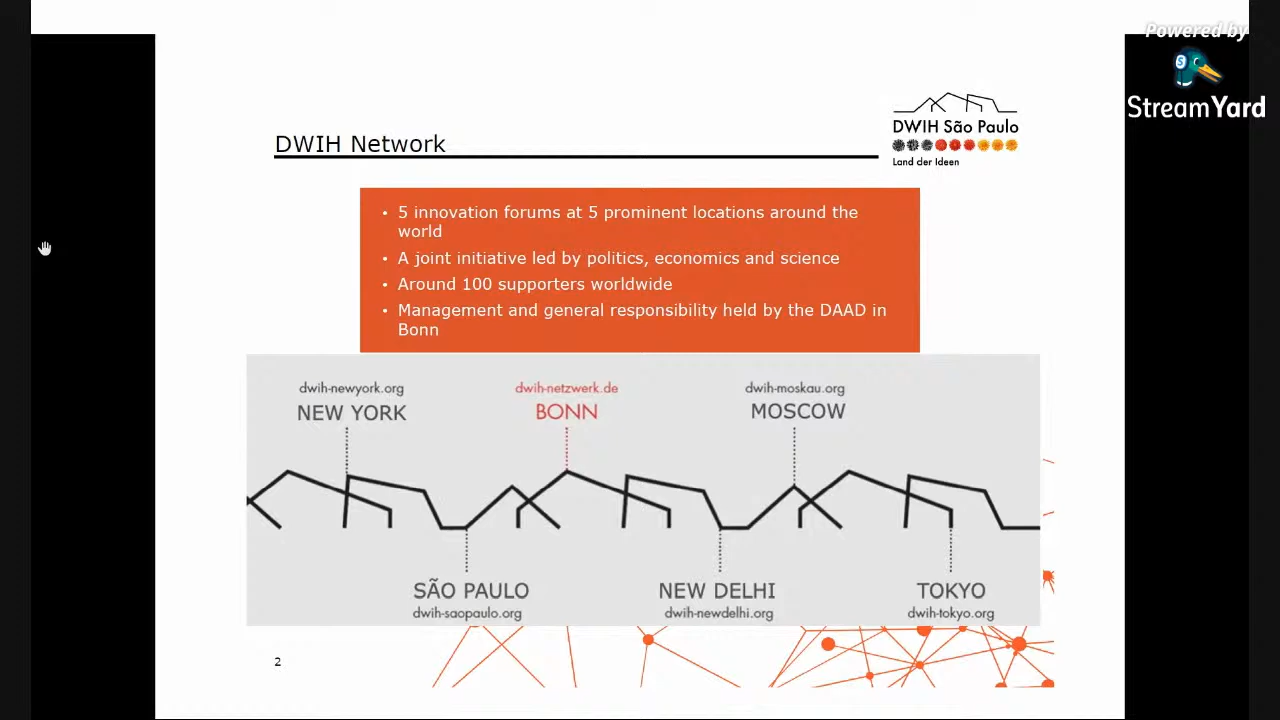 Powered by
StreamYard
DWIH Network
DWIH São Paulo
Land der Ideen
• 5 innovation forums at 5 prominent locations around the
world
• A joint initiative led by politics, economics and science
• Around 100 supporters worldwide
• Management and general responsibility held by the DAAD in
Bonn
dwih-newyork.org
NEW YORK
dwih-netzwerk.de
BONN
dwih-moskau.org
MOSCOW
SÃO PAULO
dwih-saopaulo.org
NEW DELHI
dwih-newdelhi.org
TOKYO
dwih-tokyo.org
2